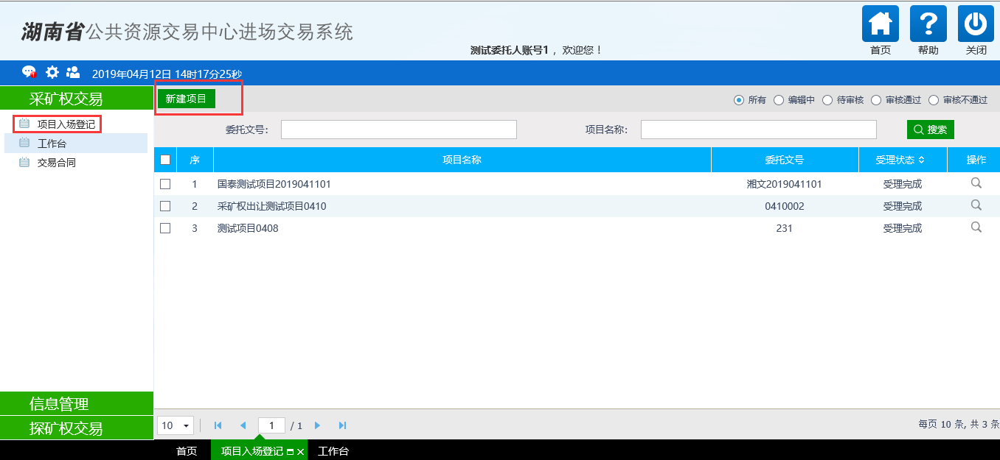 湖南省公共资源交易中心进场交易系统
测试委托人账号1 ，欢迎您！
首页 帮助 关闭
2019年04月12日 14时17分25秒
采矿权交易
项目入场登记
工作台
交易合同
信息管理
探矿权交易
新建项目
所有 编辑中 待审核 审核通过 审核不通过
委托文号： 项目名称： 搜索
序 项目名称 委托文号 受理状态 操作
1 国泰测试项目2019041101 湘文2019041101 受理完成
2 采矿权出让测试项目0410 0410002 受理完成
3 测试项目0408 231 受理完成
10 1 / 1 每页 10 条, 共 3 条
首页 项目入场登记 工作台